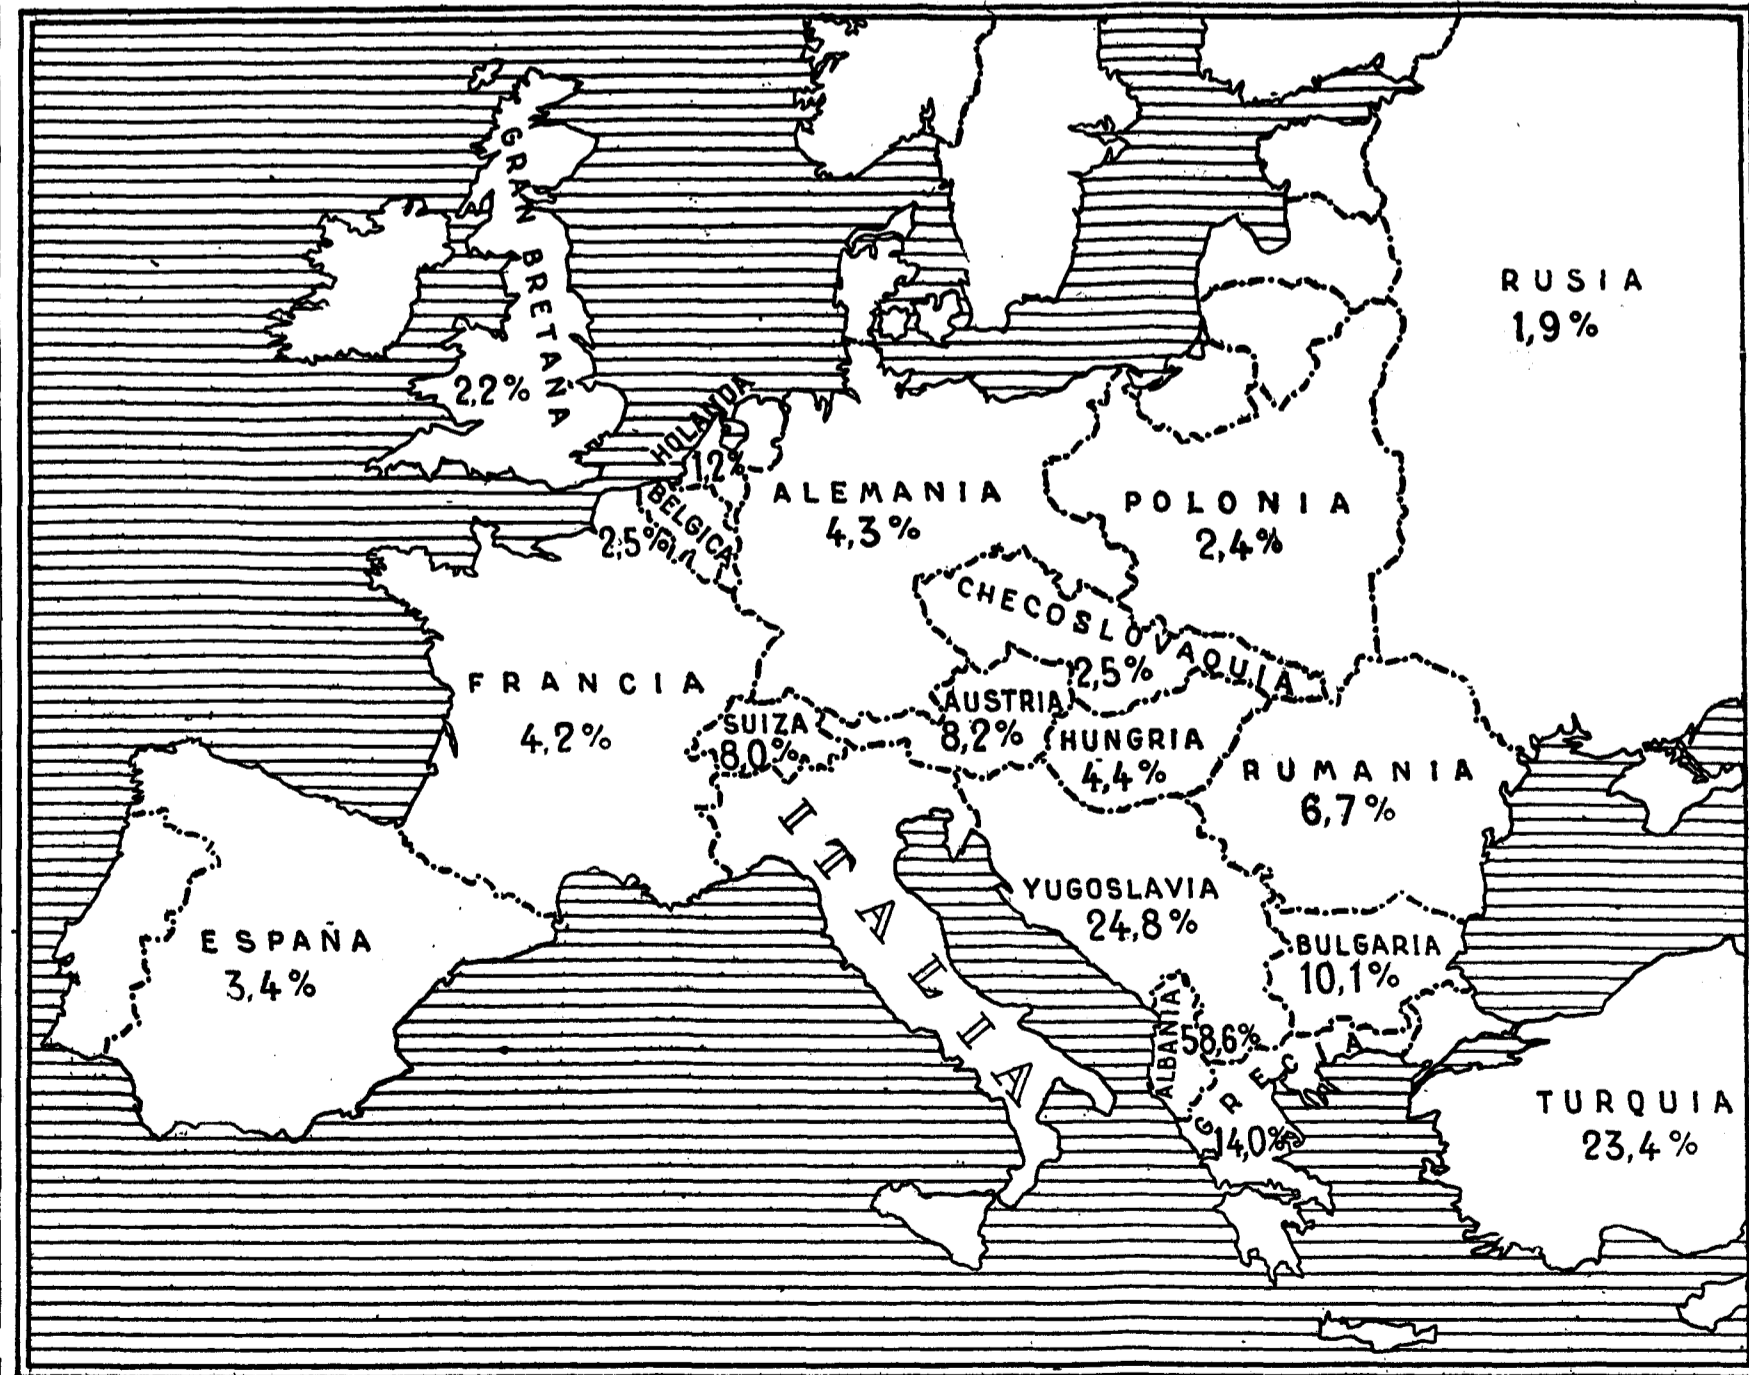 GRAN BRETAÑA
2,2%
RUSIA
1,9%
HOLANDA
1,2%
BELGICA
2,5%
ALEMANIA
4,3%
POLONIA
2,4%
CHECOSLOVAQUIA
2,5%
FRANCIA
4,2%
SUIZA
8,0%
AUSTRIA
8,2%
HUNGRIA
4,4%
RUMANIA
6,7%
ITALIA
YUGOSLAVIA
24,8%
BULGARIA
10,1%
ESPAÑA
3,4%
ALBANIA
58,6%
GRECIA
14,0%
TURQUIA
23,4%